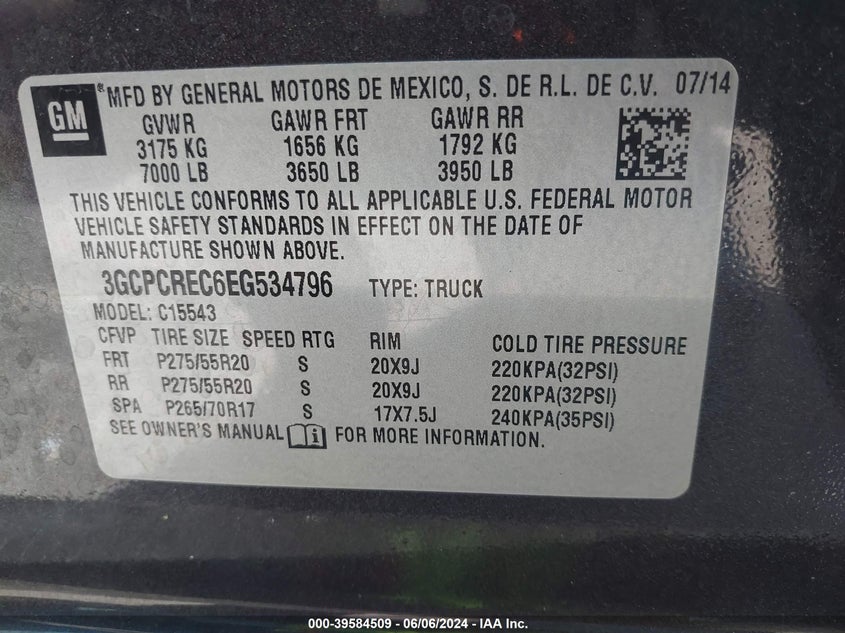 GM
® MFD BY GENERAL MOTORS DE MEXICO, S. DE R.L. DE C.V. 07/14
GVWR GAWR FRT GAWR RR
3175 KG 1656 KG 1792 KG
7000 LB 3650 LB 3950 LB
THIS VEHICLE CONFORMS TO ALL APPLICABLE U.S. FEDERAL MOTOR
VEHICLE SAFETY STANDARDS IN EFFECT ON THE DATE OF
MANUFACTURE SHOWN ABOVE.
3GCPCREC6EG534796 TYPE: TRUCK
MODEL: C15543
CFVP TIRE SIZE SPEED RTG RIM COLD TIRE PRESSURE
FRT P275/55R20 S 20X9J 220KPA(32PSI)
RR P275/55R20 S 20X9J 220KPA(32PSI)
SPA P265/70R17 S 17X7.5J 240KPA(35PSI)
SEE OWNER'S MANUAL i FOR MORE INFORMATION.
000-39584509 - 06/06/2024 - IAA Inc.